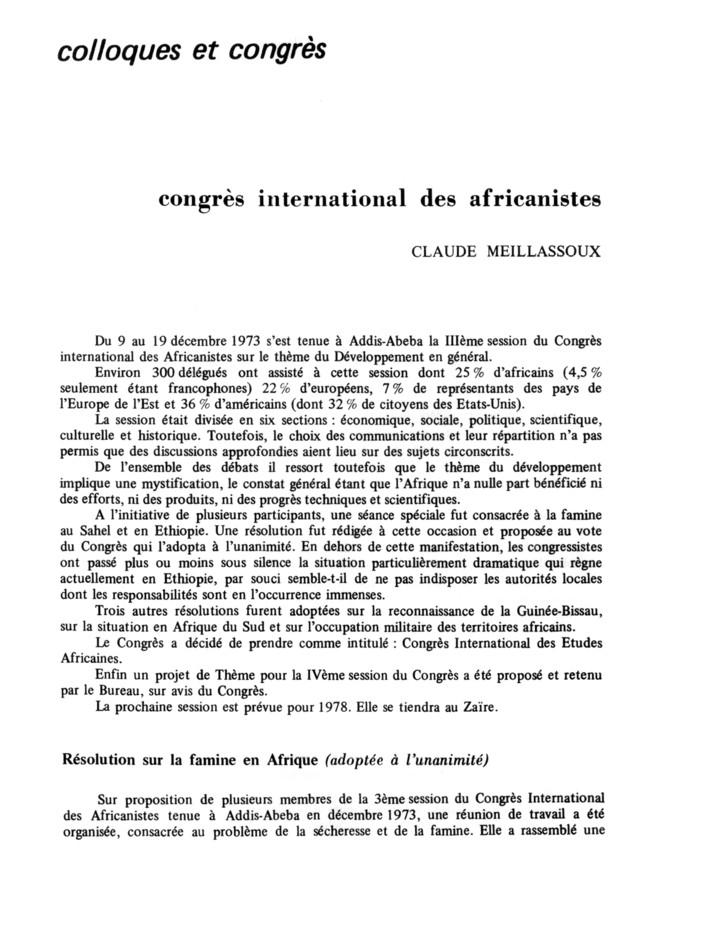 colloques et congrès
congrès international des africanistes
CLAUDE MEILLASSOUX
Du 9 au 19 décembre 1973 s'est tenue à Addis-Abeba la IIIème session du Congrès
international des Africanistes sur le thème du Développement en général.
Environ 300 délégués ont assisté à cette session dont 25 % d'africains (4,5 %
seulement étant francophones) 22 % d'européens, 7 % de représentants des pays de
l'Europe de l'Est et 36 % d'américains (dont 32 % de citoyens des Etats-Unis).
La session était divisée en six sections : économique, sociale, politique, scientifique,
culturelle et historique. Toutefois, le choix des communications et leur répartition n'a pas
permis que des discussions approfondies aient lieu sur des sujets circonscrits.
De l'ensemble des débats il ressort toutefois que le thème du développement
implique une mystification, le constat général étant que l'Afrique n'a nulle part bénéficié ni
des efforts, ni des produits, ni des progrès techniques et scientifiques.
A l'initiative de plusieurs participants, une séance spéciale fut consacrée à la famine
au Sahel et en Ethiopie. Une résolution fut rédigée à cette occasion et proposée au vote
du Congrès qui l'adopta à l'unanimité. En dehors de cette manifestation, les congressistes
ont passé plus ou moins sous silence la situation particulièrement dramatique qui règne
actuellement en Ethiopie, par souci semble-t-il de ne pas indisposer les autorités locales
dont les responsabilités sont en l'occurrence immenses.
Trois autres résolutions furent adoptées sur la reconnaissance de la Guinée-Bissau,
sur la situation en Afrique du Sud et sur l'occupation militaire des territoires africains.
Le Congrès a décidé de prendre comme intitulé : Congrès International des Etudes
Africaines.
Enfin un projet de Thème pour la IVème session du Congrès a été proposé et retenu
par le Bureau, sur avis du Congrès.
La prochaine session est prévue pour 1978. Elle se tiendra au Zaïre.
Résolution sur la famine en Afrique (adoptée à l'unanimité)
Sur proposition de plusieurs membres de la 3ème session du Congrès International
des Africanistes tenue à Addis-Abeba en décembre 1973, une réunion de travail a été
organisée, consacrée au problème de la sécheresse et de la famine. Elle a rassemblé une